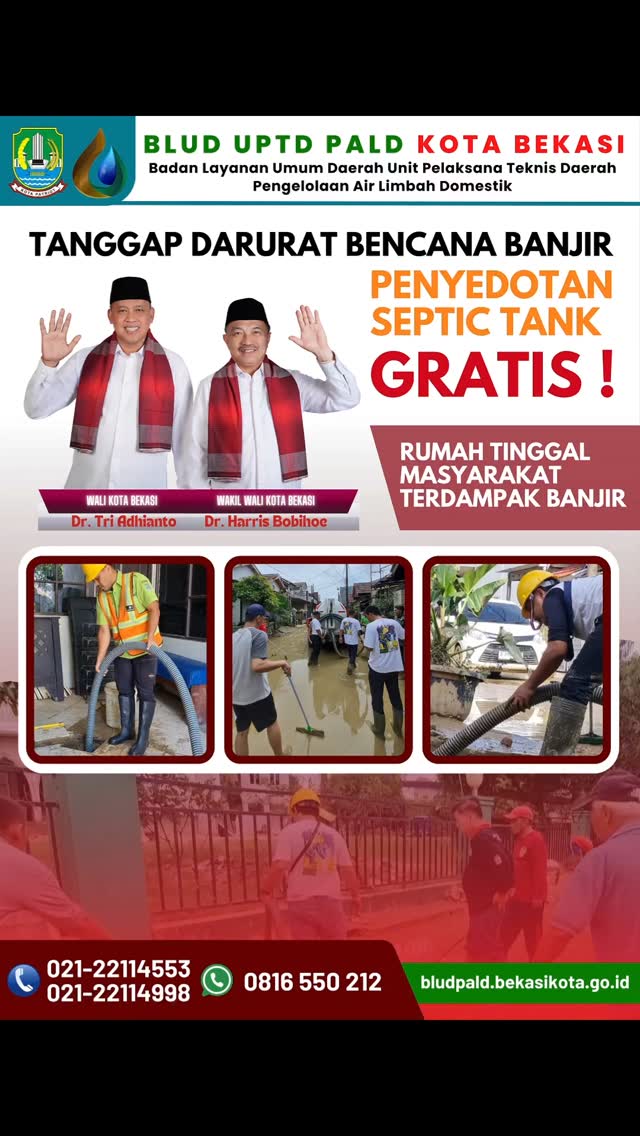 BLUD UPTD PALD KOTA BEKASI
Badan Layanan Umum Daerah Unit Pelaksana Teknis Daerah
Pengelolaan Air Limbah Domestik
KOTA PATRIOT
TANGGAP DARURAT BENCANA BANJIR
PENYEDOTAN
SEPTIC TANK
GRATIS !
RUMAH TINGGAL
MASYARAKAT
TERDAMPAK BANJIR
WALI KOTA BEKASI
Dr. Tri Adhianto
WAKIL WALI KOTA BEKASI
Dr. Harris Bobihoe
021-22114553
021-22114998
0816 550 212
bludpald.bekasikota.go.id